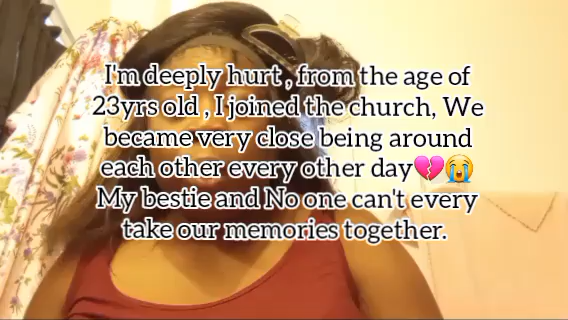 I'm deeply hurt , from the age of
23yrs old , I joined the church, We
became very close being around
each other every other day💔😭
My bestie and No one can't every
take our memories together.